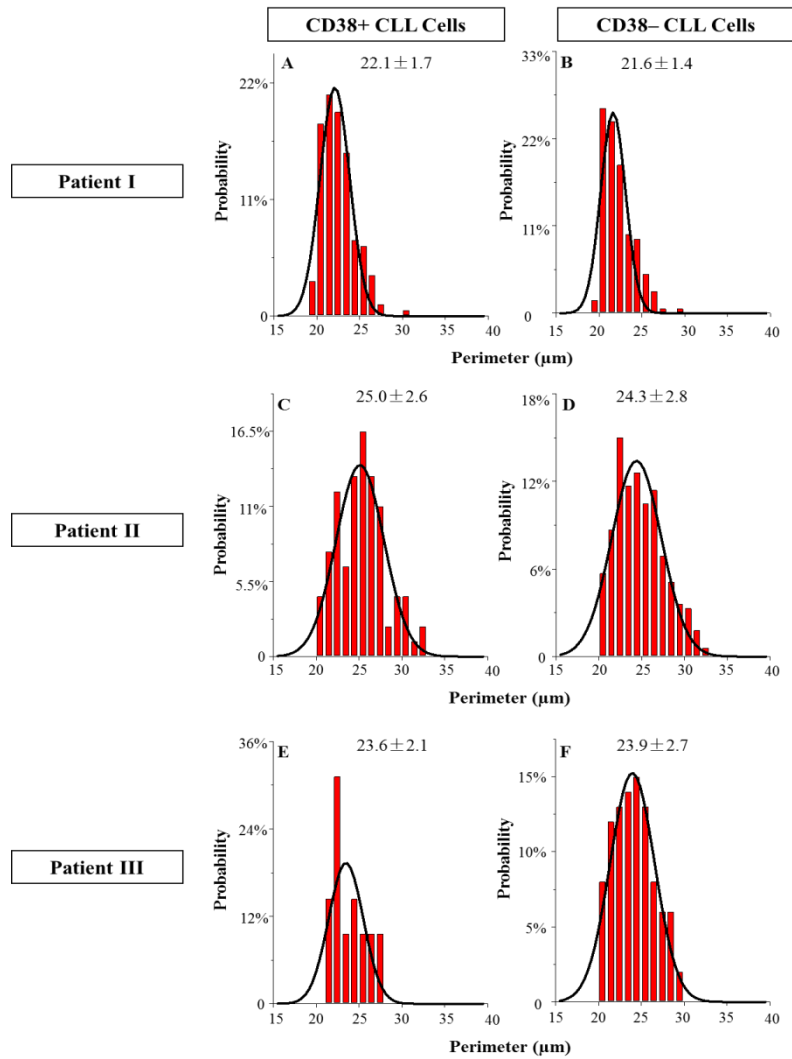 CD38+ CLL Cells
CD38– CLL Cells
Patient I
A
22.1±1.7
Probability
22%
11%
0
15 20 25 30 35 40
Perimeter (µm)
B
21.6±1.4
Probability
33%
22%
11%
0
15 20 25 30 35 40
Perimeter (µm)
Patient II
C
25.0±2.6
Probability
16.5%
11%
5.5%
0
15 20 25 30 35 40
Perimeter (µm)
D
24.3±2.8
Probability
18%
12%
6%
0
15 20 25 30 35 40
Perimeter (µm)
Patient III
E
23.6±2.1
Probability
36%
24%
12%
0
15 20 25 30 35 40
Perimeter (µm)
F
23.9±2.7
Probability
15%
10%
5%
0
15 20 25 30 35 40
Perimeter (µm)